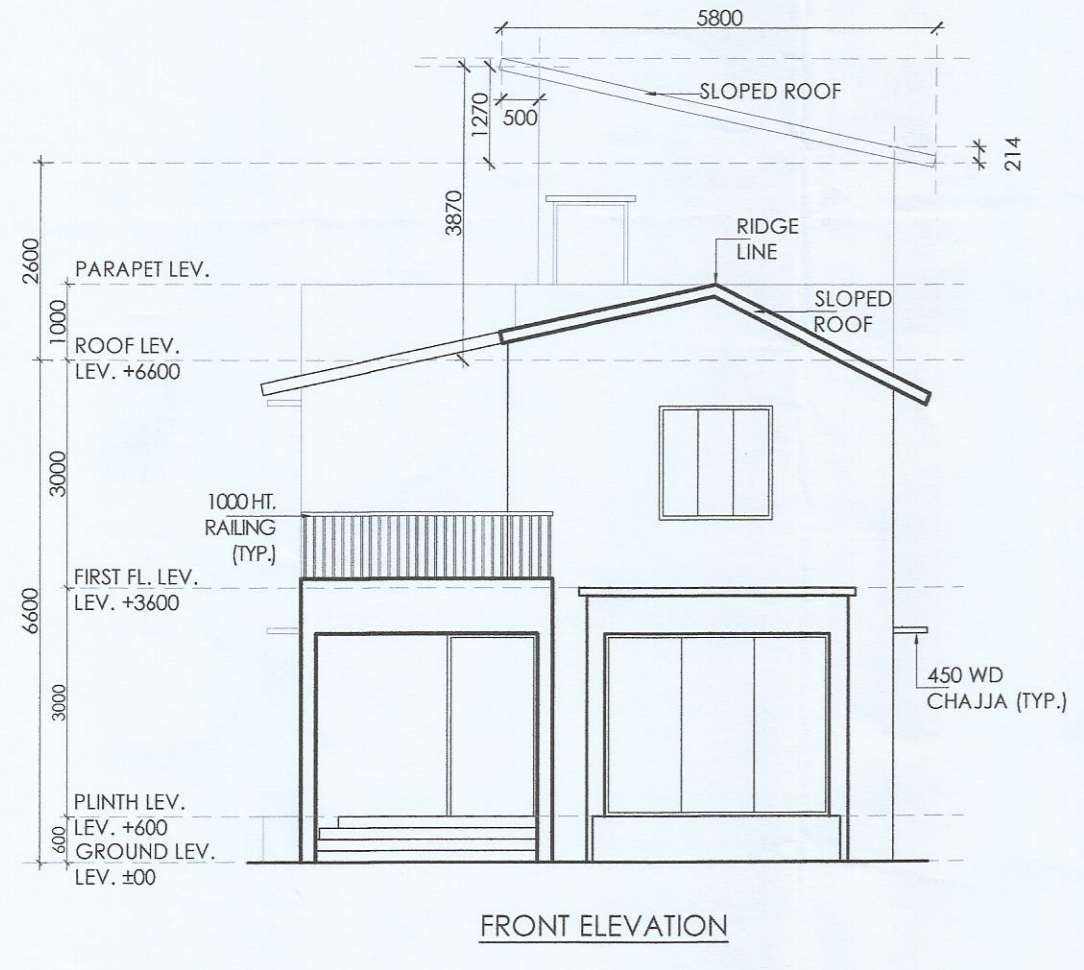 5800
SLOPED ROOF
500
1270
214
3870
2600
RIDGE
LINE
PARAPET LEV.
SLOPED
ROOF
1000
ROOF LEV.
LEV. +6600
3000
1000 HT.
RAILING
(TYP.)
FIRST FL. LEV.
LEV. +3600
6600
450 WD
CHAJJA (TYP.)
3000
PLINTH LEV.
LEV. +600
600
GROUND LEV.
LEV. ±00
FRONT ELEVATION